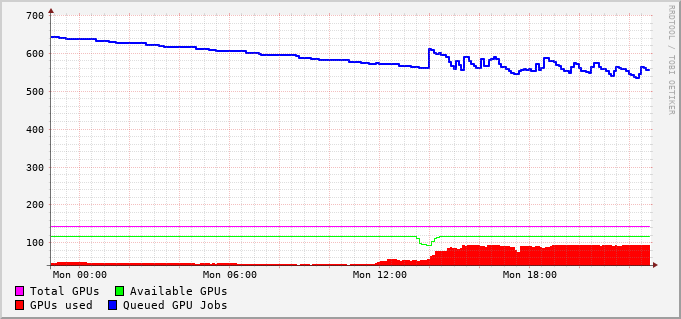 700
600
500
400
300
200
100
Mon 00:00 Mon 06:00 Mon 12:00 Mon 18:00
Total GPUs Available GPUs
GPUs used Queued GPU Jobs
RRDTOOL / TOBI OETIKER